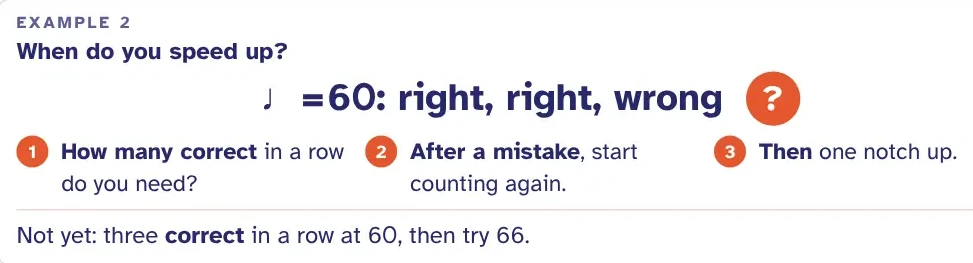 EXAMPLE 2
When do you speed up?
♩ =60: right, right, wrong ?
1 How many correct in a row do you need?
2 After a mistake, start counting again.
3 Then one notch up.
Not yet: three correct in a row at 60, then try 66.